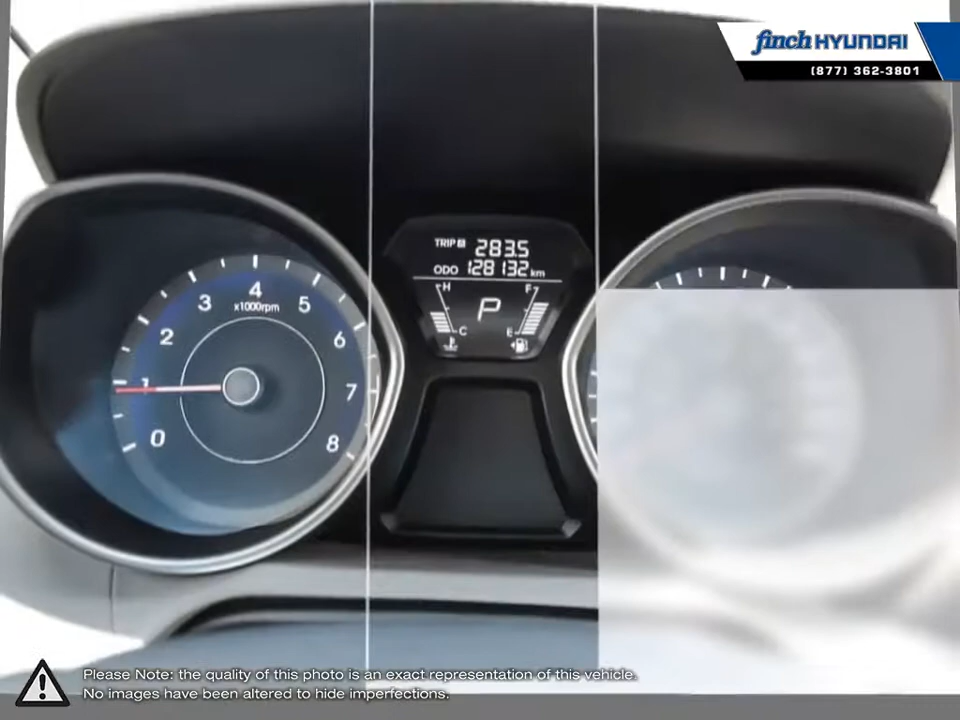 finch HYUNDAI
(877) 362-3801
TRIP B 283.5
ODO 128132 km
H F
P
C E
4
3 x1000rpm 5
2 6
1 7
0 8
Please Note: the quality of this photo is an exact representation of this vehicle.
No images have been altered to hide imperfections.